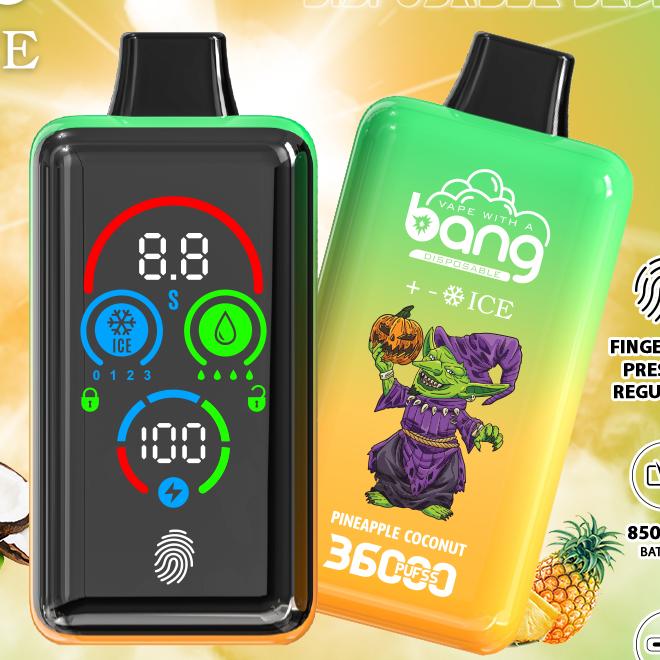 E
8.8
S
ICE
0 1 2 3
100
VAPE WITH A
bang
DISPOSABLE
+ - ICE
PINEAPPLE COCONUT
36000
PUFSS
FINGE
PRES
REGU
850
BAT